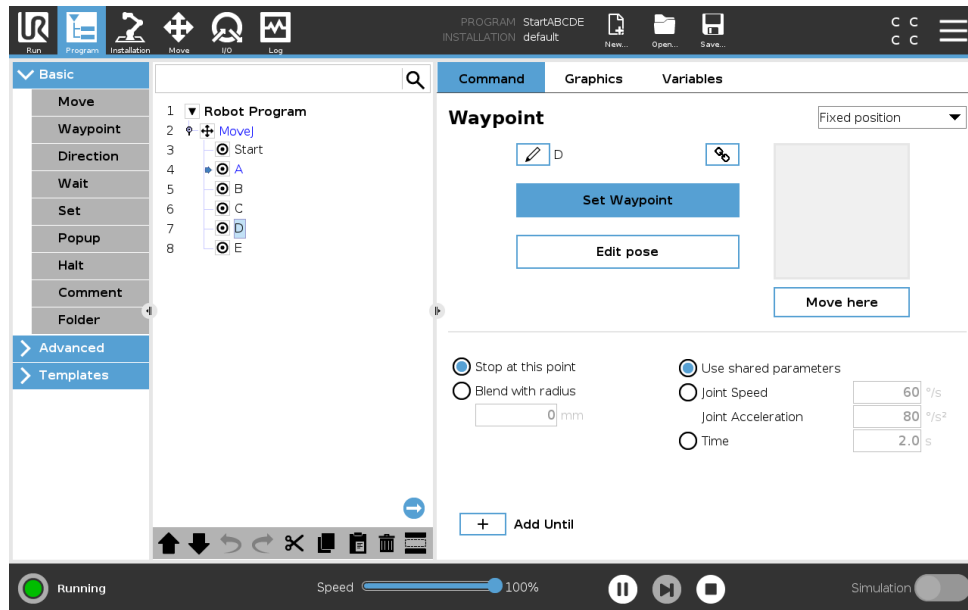 PROGRAM StartABCDE
INSTALLATION default
Run Program Installation Move I/O Log New... Open... Save...
C C
C C
Basic
Move
Waypoint
Direction
Wait
Set
Popup
Halt
Comment
Folder
Advanced
Templates
1 Robot Program
2 MoveJ
3 Start
4 A
5 B
6 C
7 D
8 E
Command Graphics Variables
Waypoint
Fixed position
D
Set Waypoint
Edit pose
Move here
Stop at this point
Blend with radius
0 mm
Use shared parameters
Joint Speed 60 °/s
Joint Acceleration 80 °/s²
Time 2.0 s
+ Add Until
Running
Speed 100%
Simulation